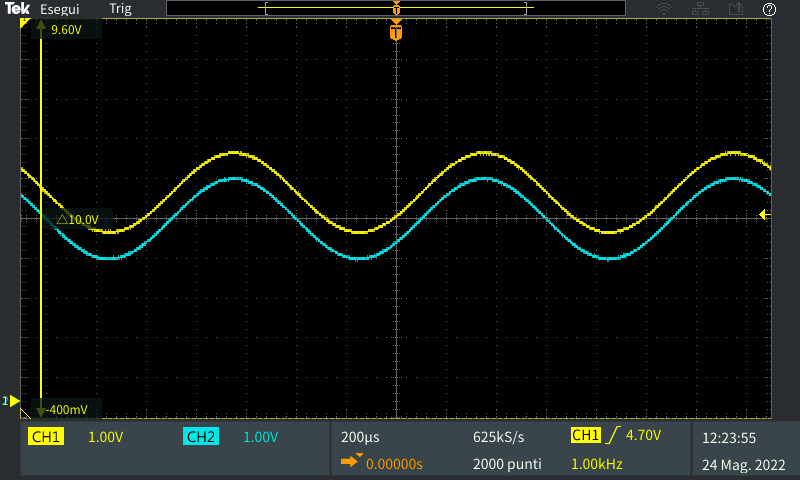 Tek Esegui Trig
T
9.60V
T
△10.0V
1
-400mV
CH1 1.00V CH2 1.00V 200µs 625kS/s CH1 4.70V 12:23:55
0.00000s 2000 punti 1.00kHz 24 Mag. 2022